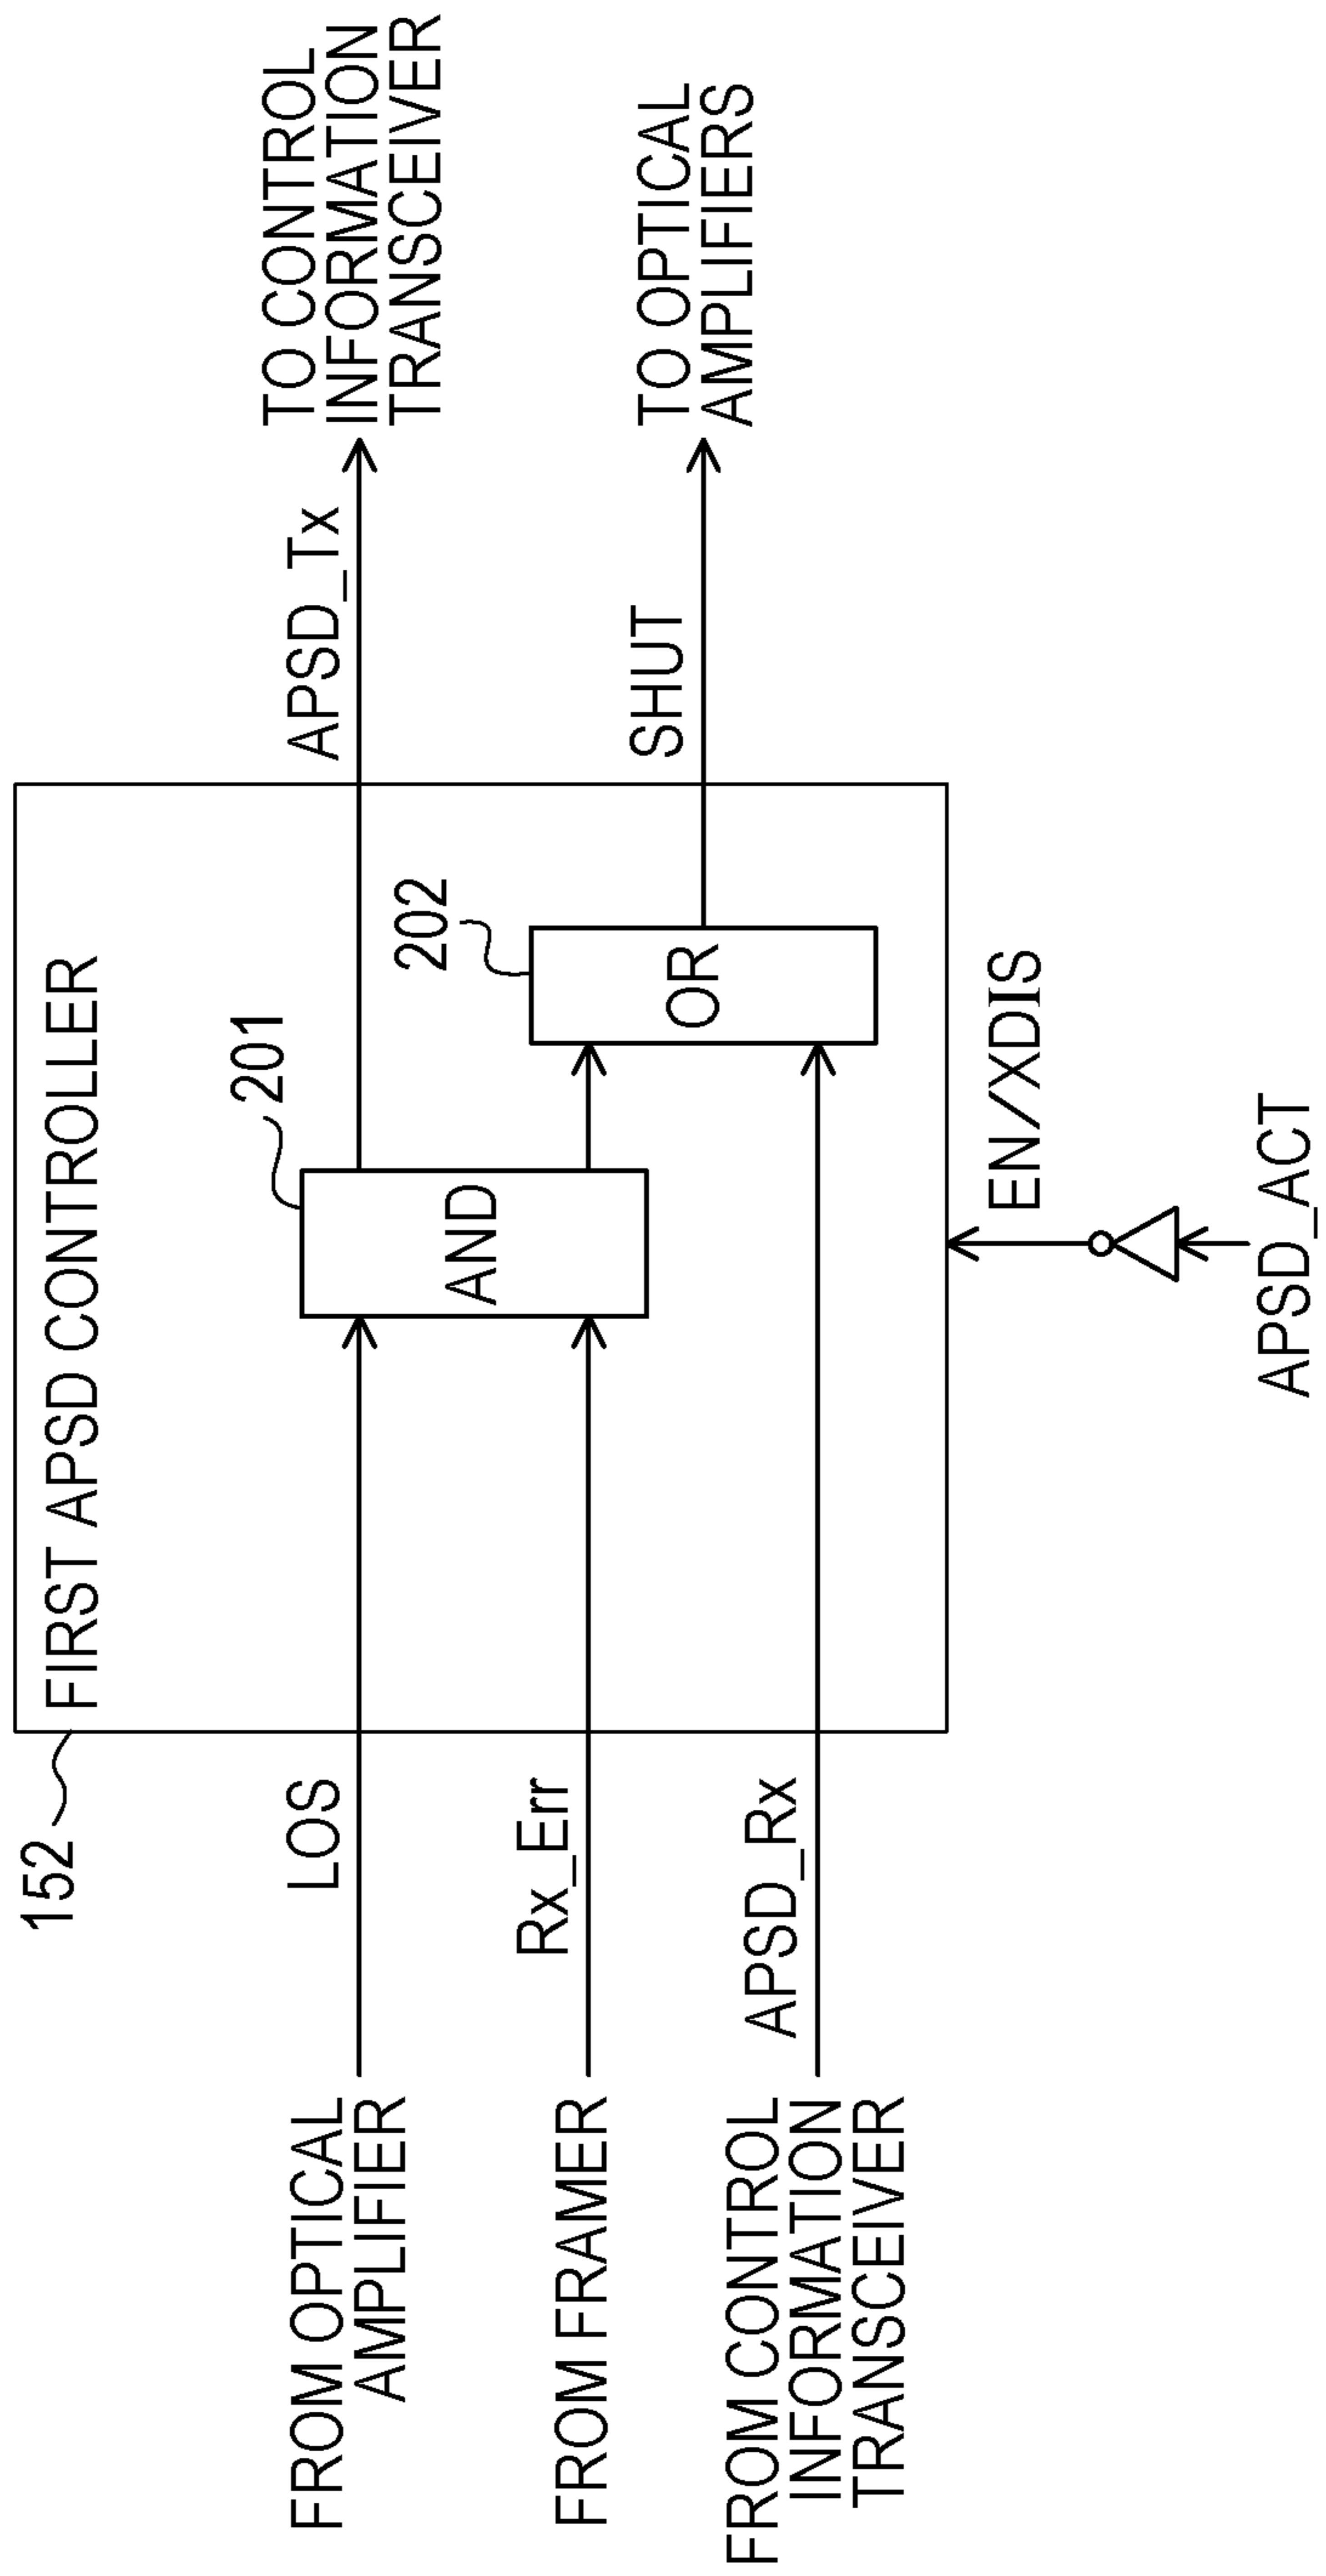 FIRST APSD CONTROLLER
152
FROM OPTICAL
AMPLIFIER
LOS
201
AND
APSD_Tx
TO CONTROL
INFORMATION
TRANSCEIVER
FROM FRAMER
Rx_Err
202
OR
SHUT
TO OPTICAL
AMPLIFIERS
FROM CONTROL
INFORMATION
TRANSCEIVER
APSD_Rx
EN/XDIS
APSD_ACT